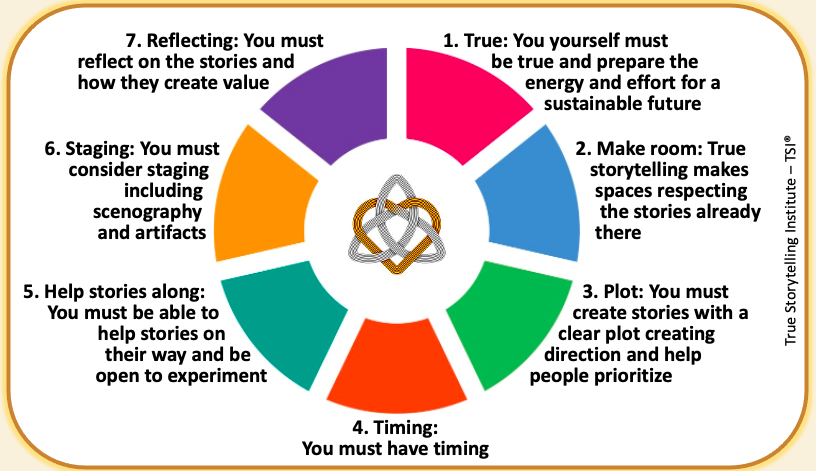 1. True: You yourself must
be true and prepare the
energy and effort for a
sustainable future
2. Make room: True
storytelling makes
spaces respecting
the stories already
there
3. Plot: You must
create stories with a
clear plot creating
direction and help
people prioritize
4. Timing:
You must have timing
5. Help stories along:
You must be able to
help stories on
their way and be
open to experiment
6. Staging: You must
consider staging
including
scenography
and artifacts
7. Reflecting: You must
reflect on the stories and
how they create value
True Storytelling Institute – TSI®